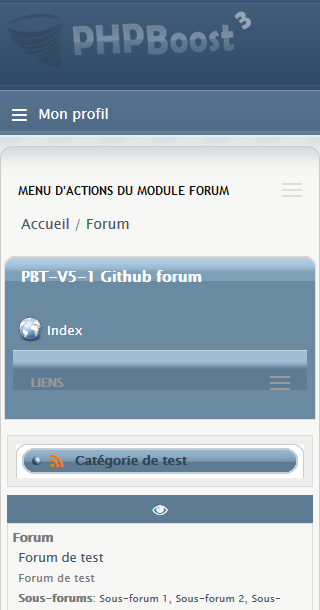 PHPBoost 3
Mon profil
MENU D'ACTIONS DU MODULE FORUM
Accueil / Forum
PBT-V5-1 Github forum
Index
LIENS
Catégorie de test
Forum
Forum de test
Forum de test
Sous-forums: Sous-forum 1, Sous-forum 2, Sous-